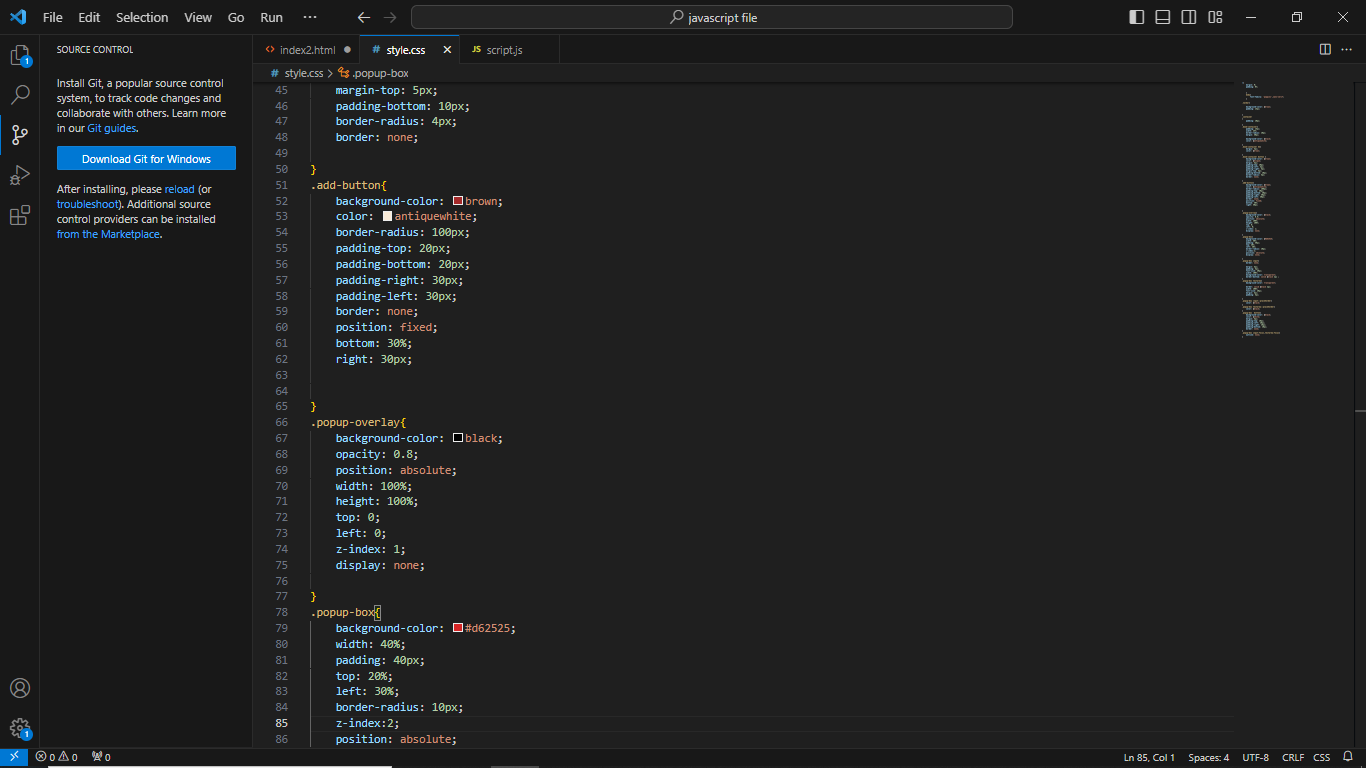 File Edit Selection View Go Run ··· javascript file
SOURCE CONTROL
Install Git, a popular source control
system, to track code changes and
collaborate with others. Learn more
in our Git guides.
Download Git for Windows
After installing, please reload (or
troubleshoot). Additional source
control providers can be installed
from the Marketplace.
1
1
index2.html # style.css JS script.js
# style.css > .popup-box
45 margin-top: 5px;
46 padding-bottom: 10px;
47 border-radius: 4px;
48 border: none;
49
50 }
51 .add-button{
52 background-color: brown;
53 color: antiquewhite;
54 border-radius: 100px;
55 padding-top: 20px;
56 padding-bottom: 20px;
57 padding-right: 30px;
58 padding-left: 30px;
59 border: none;
60 position: fixed;
61 bottom: 30%;
62 right: 30px;
63
64
65 }
66 .popup-overlay{
67 background-color: black;
68 opacity: 0.8;
69 position: absolute;
70 width: 100%;
71 height: 100%;
72 top: 0;
73 left: 0;
74 z-index: 1;
75 display: none;
76
77 }
78 .popup-box{
79 background-color: #d62525;
80 width: 40%;
81 padding: 40px;
82 top: 20%;
83 left: 30%;
84 border-radius: 10px;
85 z-index:2;
86 position: absolute;
0 0 0 Ln 85, Col 1 Spaces: 4 UTF-8 CRLF CSS